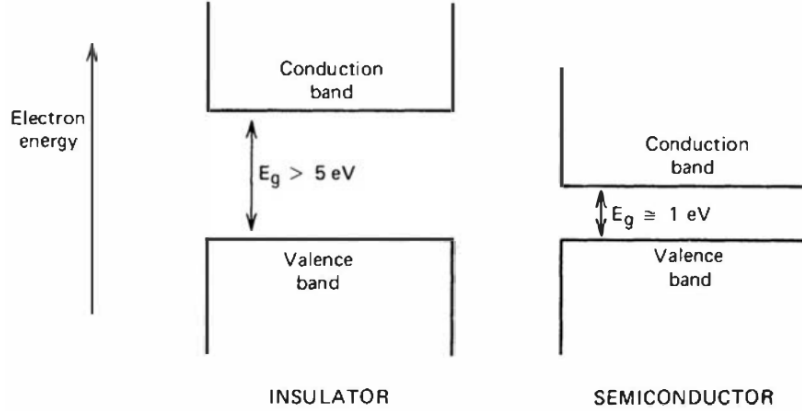 Conduction
band
Electron
energy
E_g > 5 eV
Valence
band
INSULATOR
Conduction
band
E_g ≅ 1 eV
Valence
band
SEMICONDUCTOR